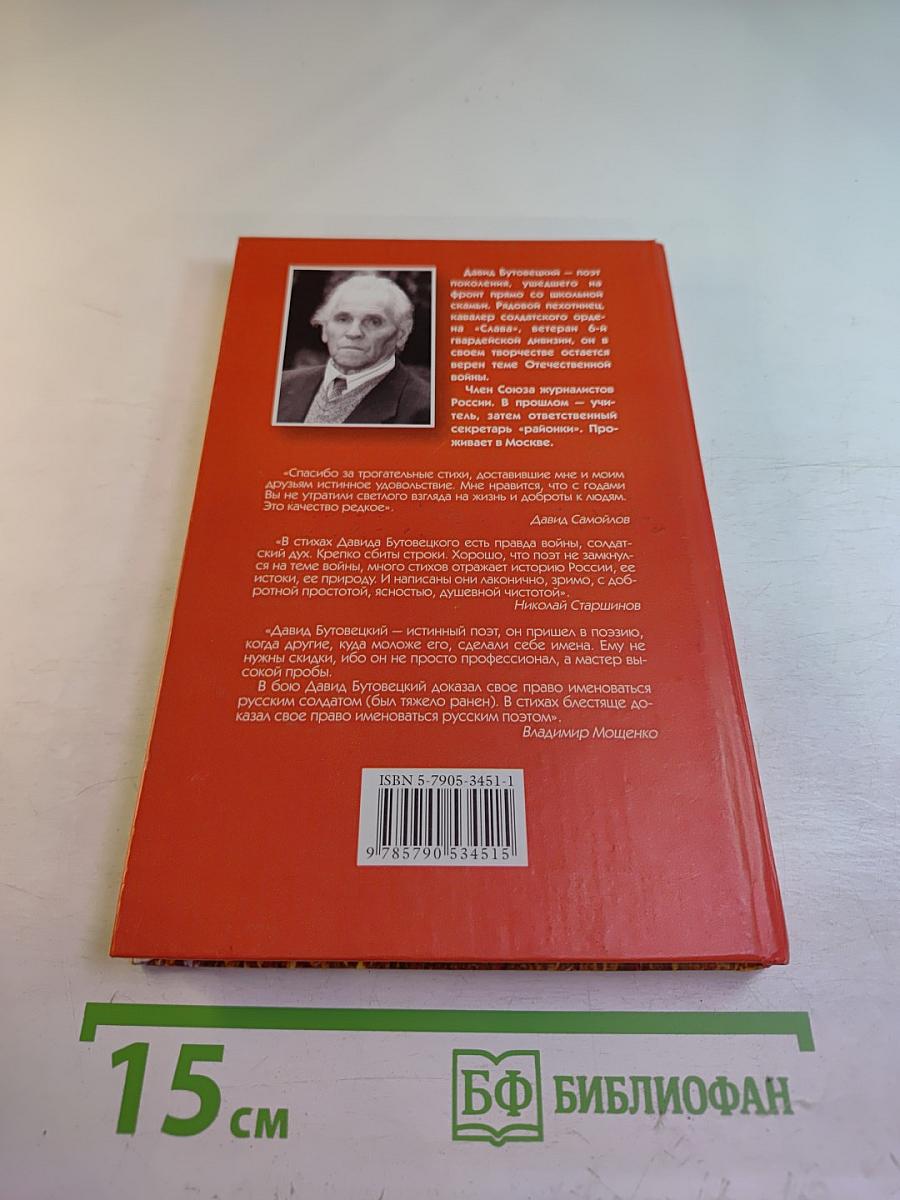 Давид Бутовецкий — поэт
поколения, ушедшего на
фронт прямо со школьной
скамьи. Рядовой пехотинец,
кавалер солдатского орде-
на «Слава», ветеран 6-й
гвардейской дивизии, он в
своем творчестве остается
верен теме Отечественной
войны.
Член Союза журналистов
России. В прошлом — учи-
тель, затем ответственный
секретарь «районки». Про-
живает в Москве.
«Спасибо за трогательные стихи, доставившие мне и моим
друзьям истинное удовольствие. Мне нравится, что с годами
Вы не утратили светлого взгляда на жизнь и доброты к людям.
Это качество редкое».
Давид Самойлов
«В стихах Давида Бутовецкого есть правда войны, солдат-
ский дух. Крепко сбиты строки. Хорошо, что поэт не замкнул-
ся на теме войны, много стихов отражает историю России, ее
истоки, ее природу. И написаны они лаконично, зримо, с доб-
ротной простотой, ясностью, душевной чистотой».
Николай Старшинов
«Давид Бутовецкий — истинный поэт, он пришел в поэзию,
когда другие, куда моложе его, сделали себе имена. Ему не
нужны скидки, ибо он не просто профессионал, а мастер вы-
сокой пробы.
В бою Давид Бутовецкий доказал свое право именоваться
русским солдатом (был тяжело ранен). В стихах блестяще до-
казал свое право именоваться русским поэтом».
Владимир Мощенко
ISBN 5-7905-3451-1
9 785790 534515
15 см
БФ БИБЛИОФАН